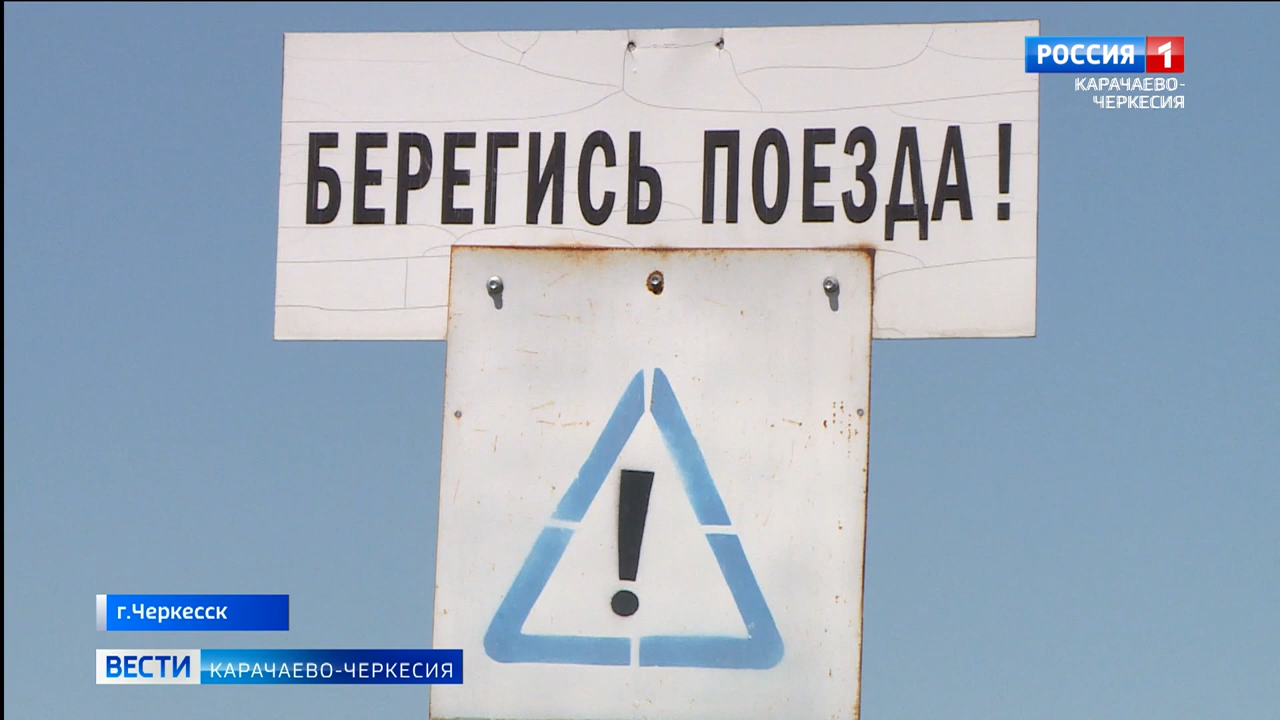 РОССИЯ 1
КАРАЧАЕВО-
ЧЕРКЕСИЯ
БЕРЕГИСЬ ПОЕЗДА!
!
г.Черкесск
ВЕСТИ КАРАЧАЕВО-ЧЕРКЕСИЯ